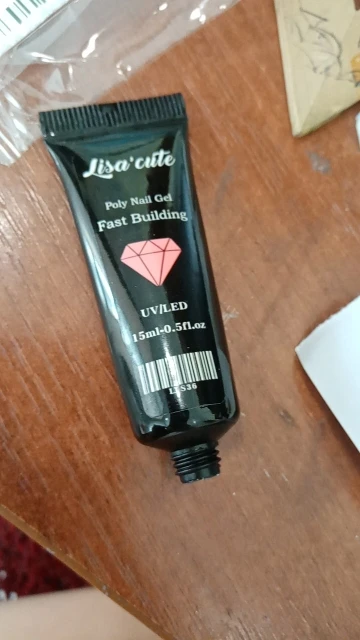 Lisa'cute
Poly Nail Gel
Fast Building
UV/LED
15ml-0.5fl.oz